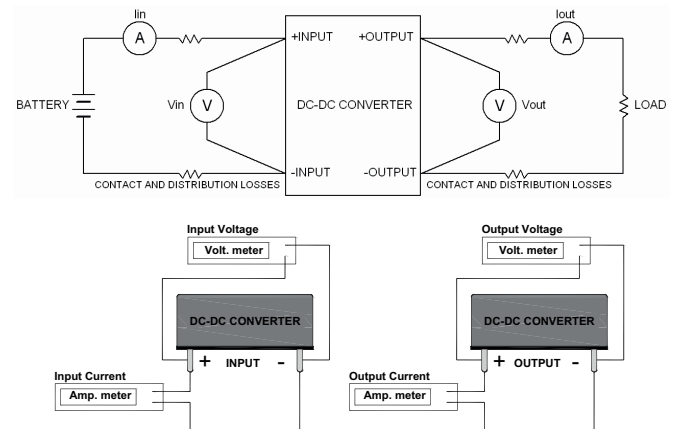 Iin
Iout
A
A
+INPUT
+OUTPUT
BATTERY
Vin
V
DC-DC CONVERTER
V
Vout
LOAD
-INPUT
-OUTPUT
CONTACT AND DISTRIBUTION LOSSES
CONTACT AND DISTRIBUTION LOSSES
Input Voltage
Output Voltage
Volt. meter
Volt. meter
DC-DC CONVERTER
DC-DC CONVERTER
+ INPUT -
+ OUTPUT -
Input Current
Output Current
Amp. meter
Amp. meter